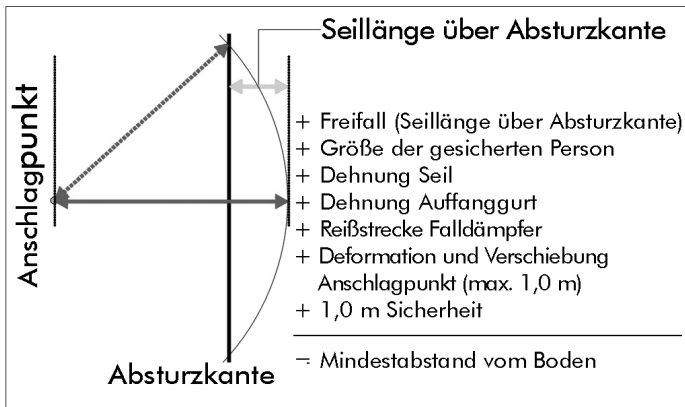 Seillänge über Absturzkante
Anschlagpunkt
+ Freifall (Seillänge über Absturzkante)
+ Größe der gesicherten Person
+ Dehnung Seil
+ Dehnung Auffanggurt
+ Reißstrecke Falldämpfer
+ Deformation und Verschiebung
Anschlagpunkt (max. 1,0 m)
+ 1,0 m Sicherheit
= Mindestabstand vom Boden
Absturzkante